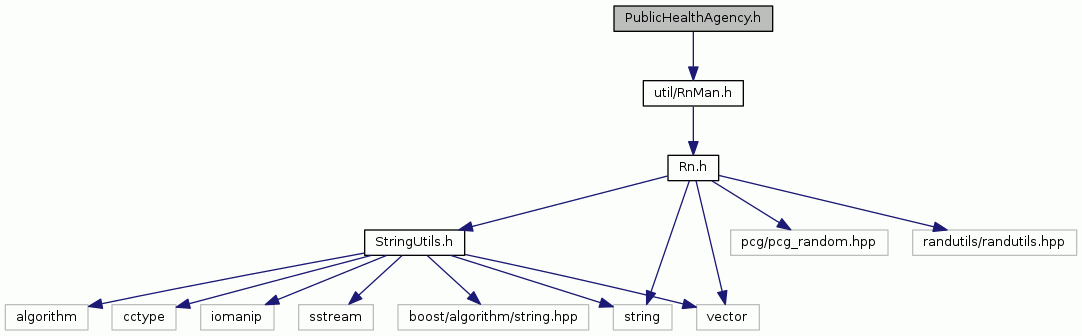 PublicHealthAgency.h
util/RnMan.h
Rn.h
StringUtils.h
pcg/pcg_random.hpp
randutils/randutils.hpp
algorithm
cctype
iomanip
sstream
boost/algorithm/string.hpp
string
vector